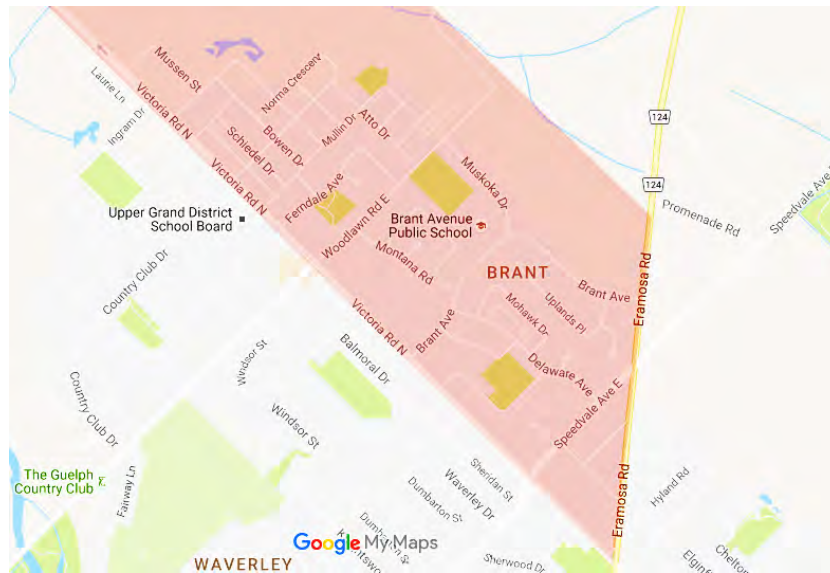 Mussen St
Laurie Ln
Norma Crescent
124
Ingram Dr
Victoria Rd N
Bowen Dr
Mullin Dr
Atto Dr
Schiedel Dr
Muskoka Dr
124
Speedvale Ave E
Victoria Rd N
Ferndale Ave
Promenade Rd
Upper Grand District
School Board
Woodlawn Rd E
Brant Avenue
Public School
Montana Rd
Country Club Dr
BRANT
Eramosa Rd
Brant Ave
Uplands Pl
Mohawk Dr
Victoria Rd N
Brant Ave
Windsor St
Balmoral Dr
Delaware Ave
Country Club Dr
Speedvale Ave E
Windsor St
The Guelph
Country Club
Fairway Ln
Sheridan St
Waverley Dr
Hyland Rd
Dumbarton St
Eramosa Rd
Google My Maps
WAVERLEY
Sherwood Dr